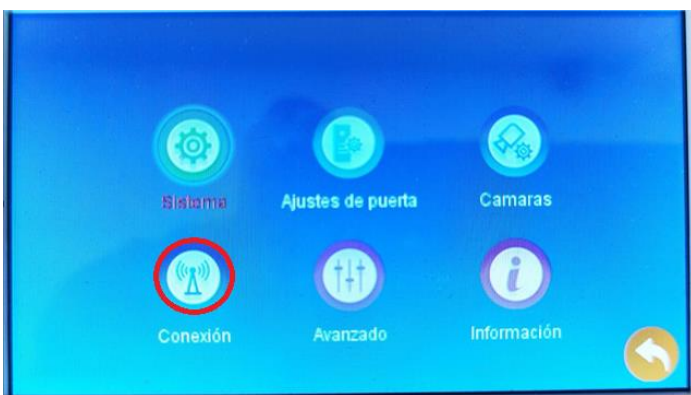 Sistema
Ajustes de puerta
Camaras
Conexión
Avanzado
Información